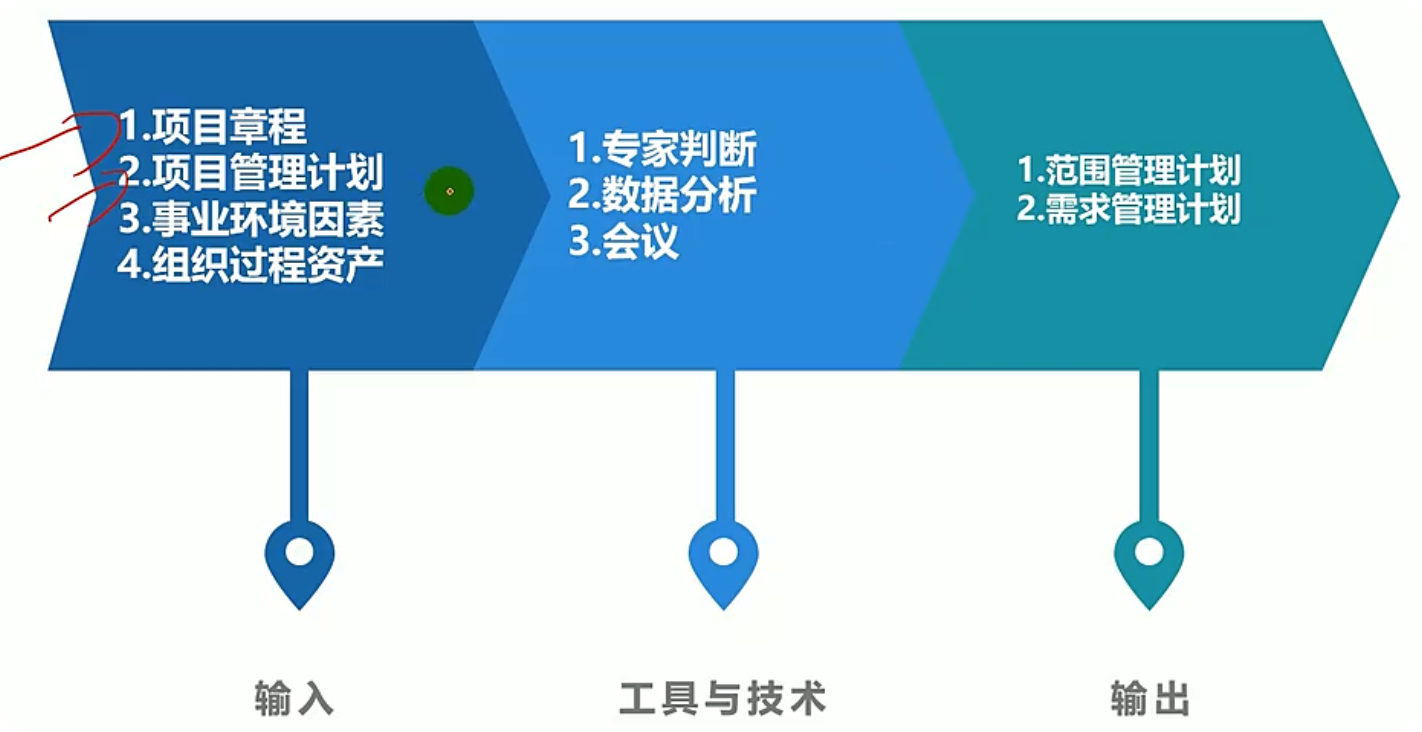 1.项目章程
2.项目管理计划
3.事业环境因素
4.组织过程资产
1.专家判断
2.数据分析
3.会议
1.范围管理计划
2.需求管理计划
输入
工具与技术
输出